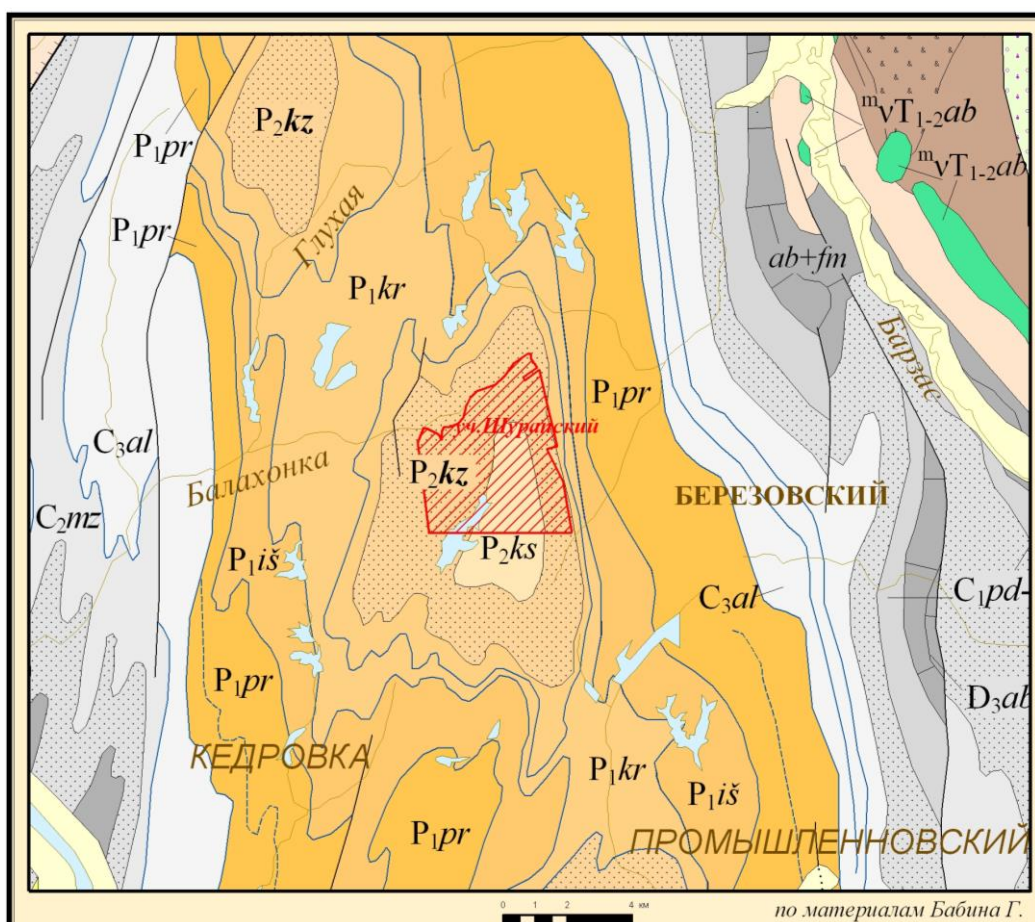 ᵐνT₁₋₂ab
P₂kz
P₁pr
ᵐνT₁₋₂ab
Глухая
P₁pr
ab+fm
P₁kr
Барзас
P₁pr
уч.Шурайский
C₃al
Балахонка
P₂kz
БЕРЕЗОВСКИЙ
C₂mz
P₂ks
P₁iš
C₃al
C₁pd-
P₁pr
D₃ab
КЕДРОВКА
P₁kr
P₁iš
P₁pr
ПРОМЫШЛЕННОВСКИЙ
0 1 2 4 км
по материалам Бабина Г.